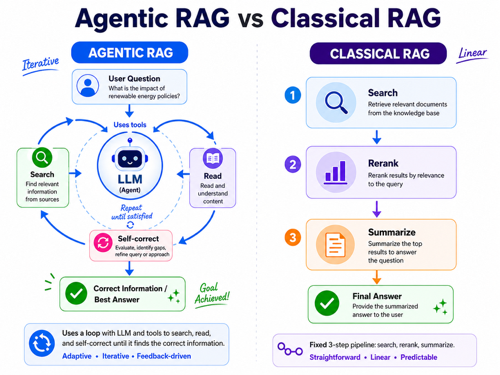 Agentic RAG vs Classical RAG
Iterative
AGENTIC RAG
User Question
What is the impact of
renewable energy policies?
Uses tools
Search
Find relevant
information
from sources
LLM
(Agent)
Repeat
until satisfied
Read
Read and
understand
content
Self-correct
Evaluate, identify gaps,
refine query or approach
Correct Information /
Best Answer
Goal
Achieved!
Uses a loop with LLM and tools to search, read,
and self-correct until it finds the correct information.
Adaptive • Iterative • Feedback-driven
CLASSICAL RAG
Linear
1
Search
Retrieve relevant documents
from the knowledge base
2
Rerank
Rerank results by relevance
to the query
3
Summarize
Summarize the top
results to answer
the question
Final Answer
Provide the summarized
answer to the user
Fixed 3-step pipeline: search, rerank, summarize.
Straightforward • Linear • Predictable